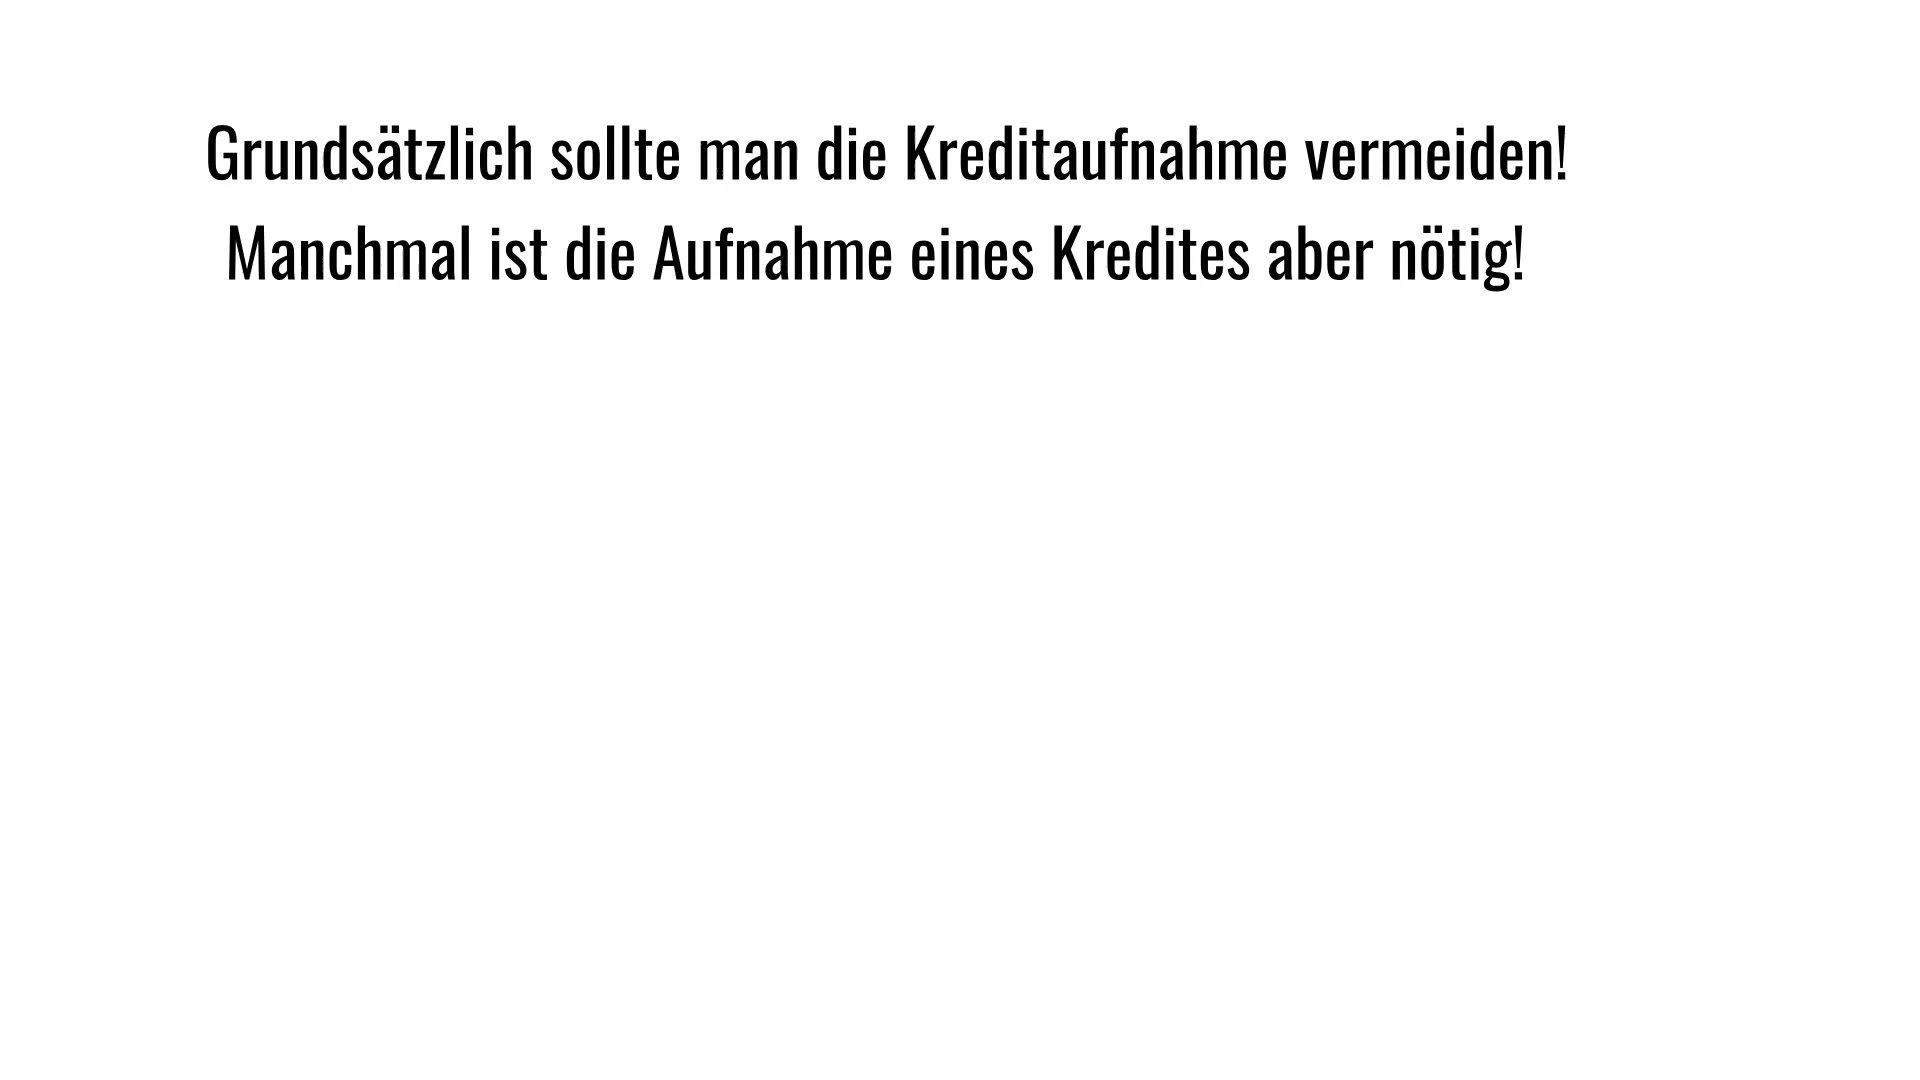 Grundsätzlich sollte man die Kreditaufnahme vermeiden!
Manchmal ist die Aufnahme eines Kredites aber nötig!